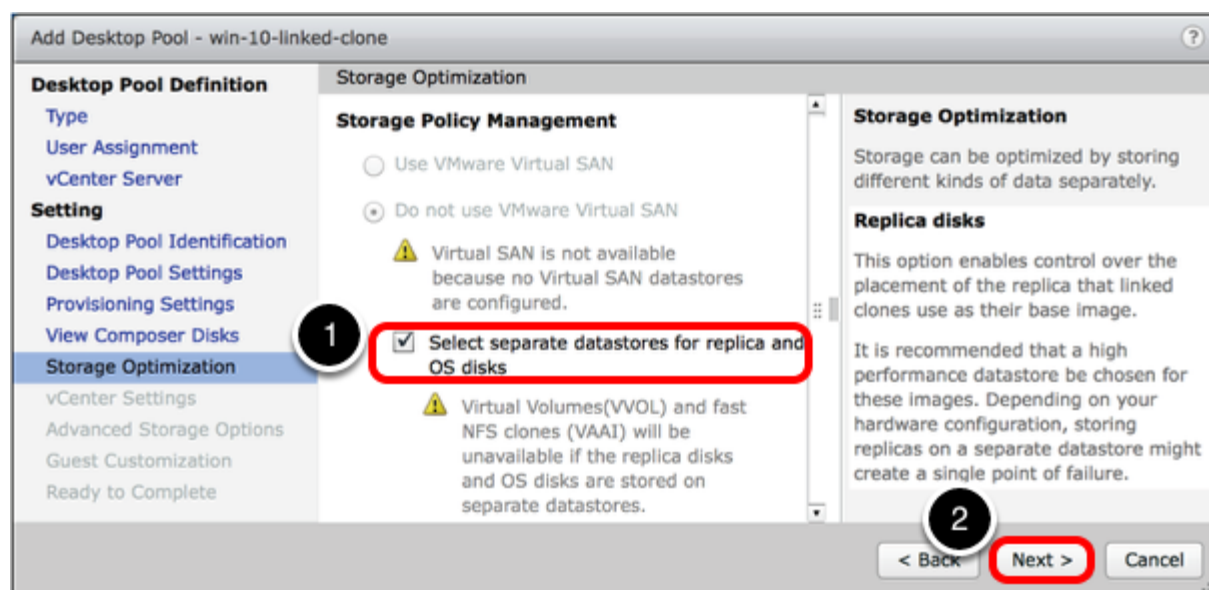 Add Desktop Pool - win-10-linked-clone
?
Desktop Pool Definition
Type
User Assignment
vCenter Server
Setting
Desktop Pool Identification
Desktop Pool Settings
Provisioning Settings
View Composer Disks
Storage Optimization
vCenter Settings
Advanced Storage Options
Guest Customization
Ready to Complete
Storage Optimization
Storage Policy Management
Use VMware Virtual SAN
Do not use VMware Virtual SAN
Virtual SAN is not available
because no Virtual SAN datastores
are configured.
1
Select separate datastores for replica and
OS disks
Virtual Volumes(VVOL) and fast
NFS clones (VAAI) will be
unavailable if the replica disks
and OS disks are stored on
separate datastores.
Storage Optimization
Storage can be optimized by storing
different kinds of data separately.
Replica disks
This option enables control over the
placement of the replica that linked
clones use as their base image.
It is recommended that a high
performance datastore be chosen for
these images. Depending on your
hardware configuration, storing
replicas on a separate datastore might
create a single point of failure.
2
< Back
Next >
Cancel